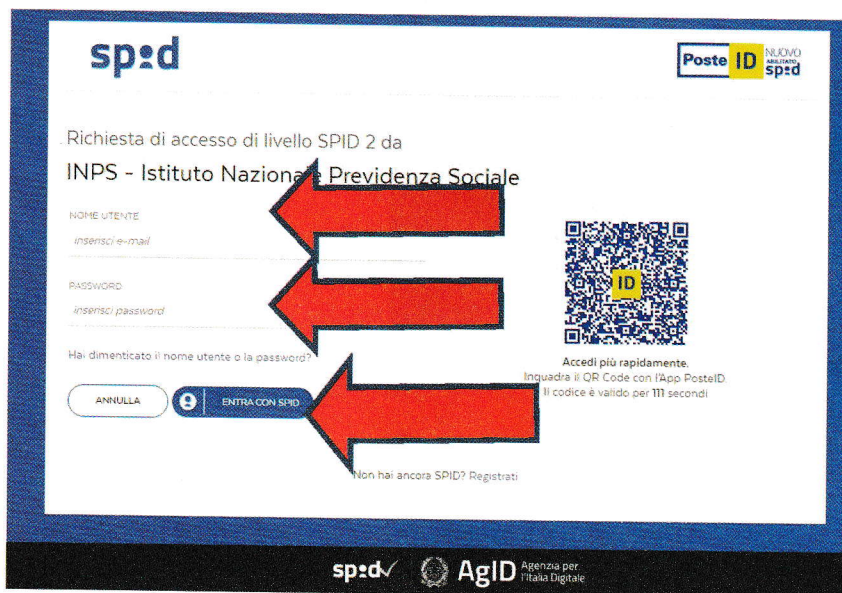 spid
Poste ID NUOVO ABILITATO spid
Richiesta di accesso di livello SPID 2 da
INPS - Istituto Nazionale Previdenza Sociale
NOME UTENTE
inserisci e-mail
PASSWORD
inserisci password
Hai dimenticato il nome utente o la password?
ANNULLA
ENTRA CON SPID
ID
Accedi più rapidamente.
Inquadra il QR Code con l'App PosteID
Il codice è valido per 111 secondi
Non hai ancora SPID? Registrati
spid
AgID Agenzia per l'Italia Digitale